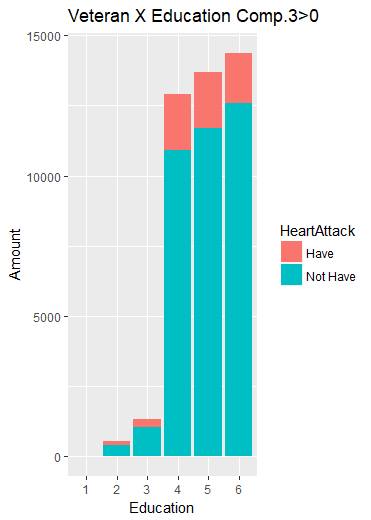 Veteran X Education Comp.3>0
15000
10000
5000
0
Amount
1 2 3 4 5 6
Education
HeartAttack
Have
Not Have